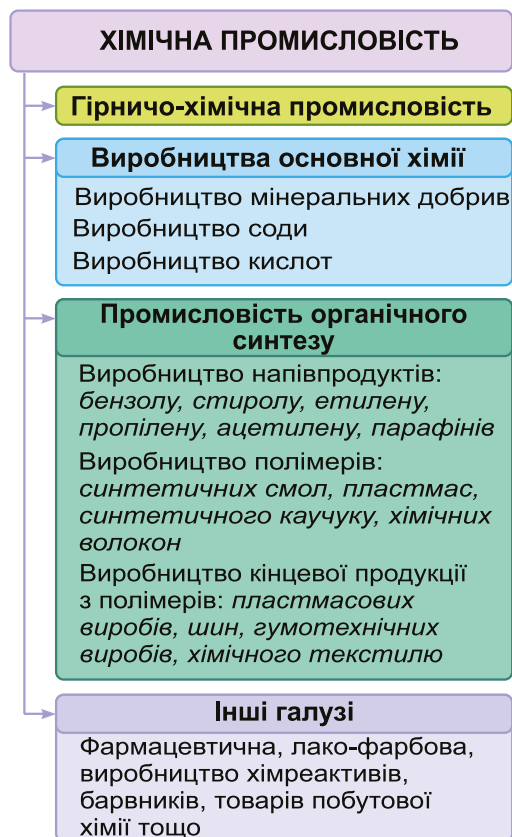 ХІМІЧНА ПРОМИСЛОВІСТЬ
Гірничо-хімічна промисловість
Виробництва основної хімії
Виробництво мінеральних добрив
Виробництво соди
Виробництво кислот
Промисловість органічного
синтезу
Виробництво напівпродуктів:
бензолу, стиролу, етилену,
пропілену, ацетилену, парафінів
Виробництво полімерів:
синтетичних смол, пластмас,
синтетичного каучуку, хімічних
волокон
Виробництво кінцевої продукції
з полімерів: пластмасових
виробів, шин, гумотехнічних
виробів, хімічного текстилю
Інші галузі
Фармацевтична, лако-фарбова,
виробництво хімреактивів,
барвників, товарів побутової
хімії тощо